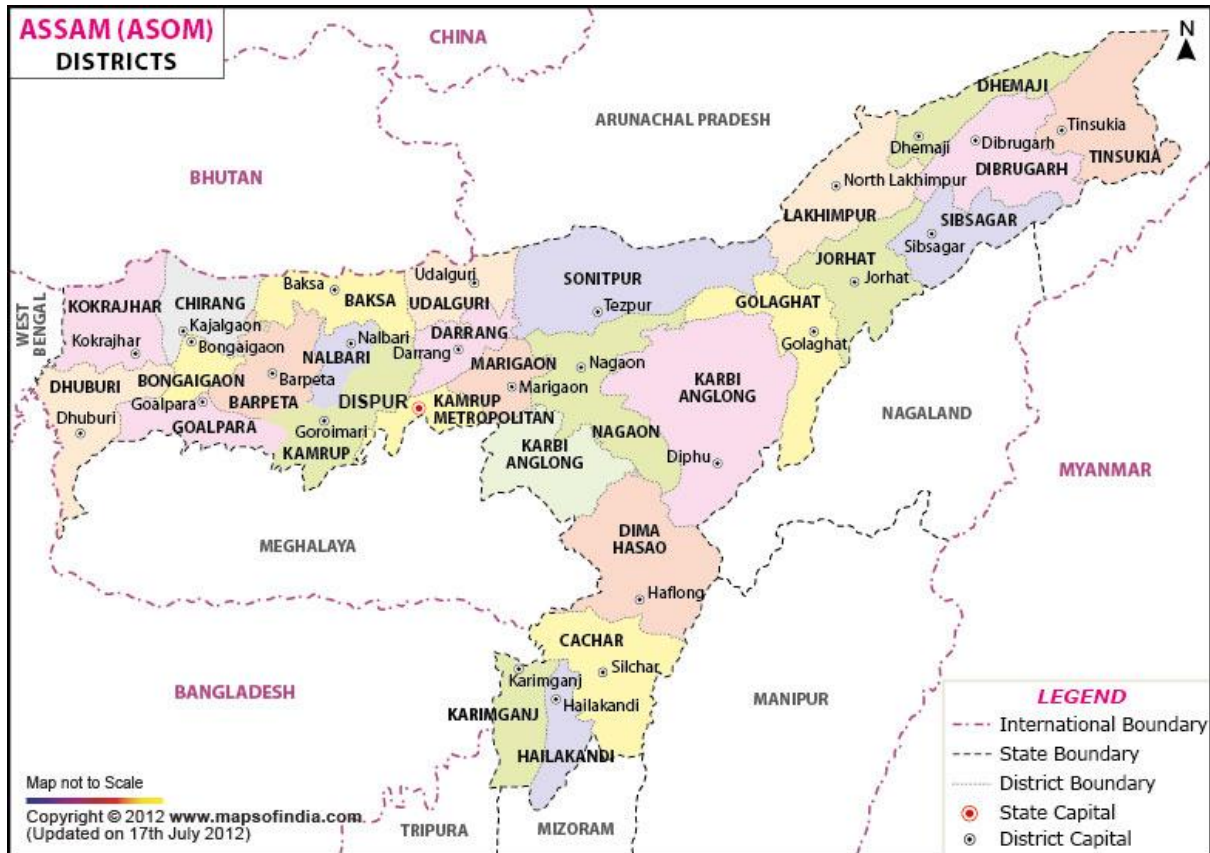 ASSAM (ASOM)
DISTRICTS
CHINA
N
ARUNACHAL PRADESH
BHUTAN
DHEMAJI
Dhemaji
Dibrugarh
DIBRUGARH
Tinsukia
TINSUKIA
North Lakhimpur
LAKHIMPUR
SIBSAGAR
Sibsagar
JORHAT
Jorhat
WEST
BENGAL
KOKRAJHAR
Kokrajhar
CHIRANG
Kajalgaon
Bongaigaon
BONGAIGAON
Baksa
BAKSA
Udalguri
UDALGURI
SONITPUR
Tezpur
GOLAGHAT
Golaghat
DARRANG
Darrang
Nalbari
NALBARI
Barpeta
BARPETA
MARIGAON
Marigaon
Nagaon
NAGAON
KARBI
ANGLONG
Diphu
DHUBURI
Dhuburi
Goalpara
GOALPARA
DISPUR
KAMRUP
METROPOLITAN
Goroimari
KAMRUP
KARBI
ANGLONG
NAGALAND
MYANMAR
MEGHALAYA
DIMA
HASAO
Haflong
CACHAR
Silchar
Karimganj
KARIMGANJ
Hailakandi
HAILAKANDI
BANGLADESH
MANIPUR
TRIPURA
MIZORAM
Map not to Scale
Copyright © 2012 www.mapsofindia.com
(Updated on 17th July 2012)
LEGEND
International Boundary
State Boundary
District Boundary
State Capital
District Capital